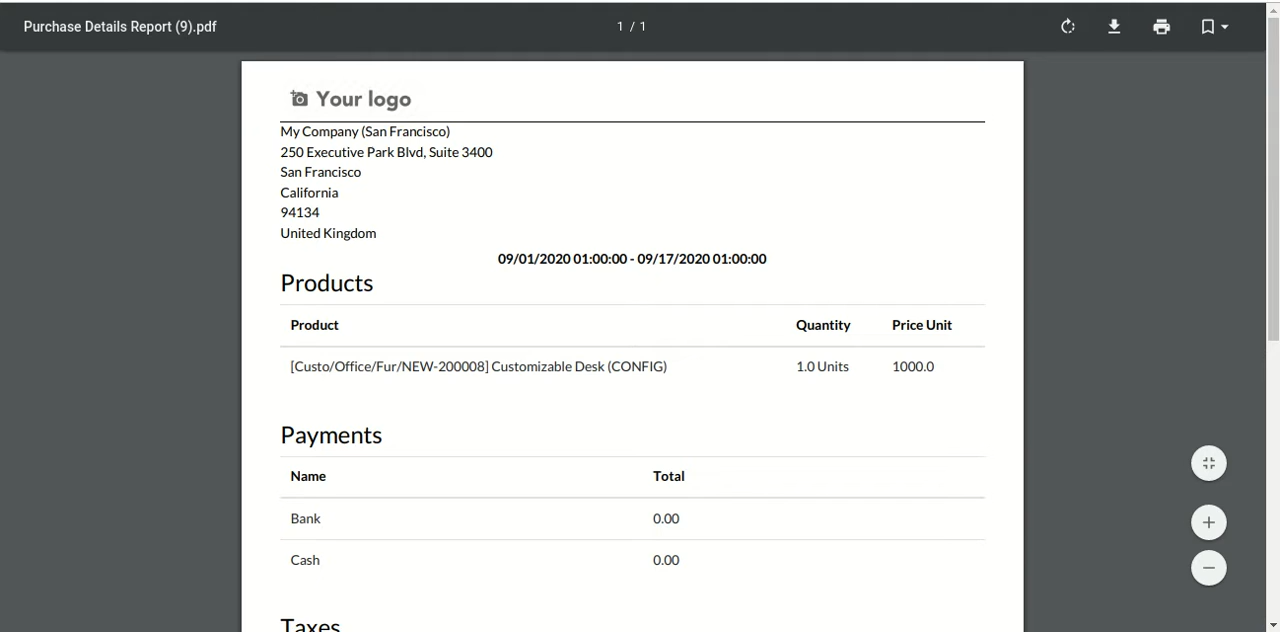 Purchase Details Report (9).pdf
1 / 1
Your logo
My Company (San Francisco)
250 Executive Park Blvd, Suite 3400
San Francisco
California
94134
United Kingdom
09/01/2020 01:00:00 - 09/17/2020 01:00:00
Products
Product Quantity Price Unit
[Custo/Office/Fur/NEW-200008] Customizable Desk (CONFIG) 1.0 Units 1000.0
Payments
Name Total
Bank 0.00
Cash 0.00
Taxes